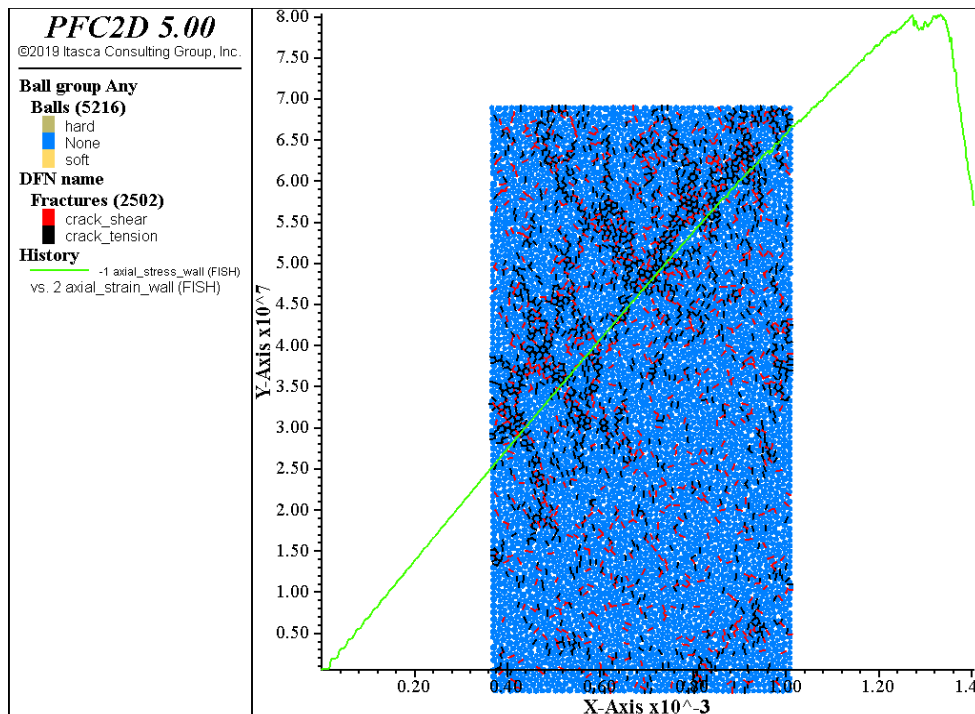 PFC2D 5.00
©2019 Itasca Consulting Group, Inc.
Ball group Any
Balls (5216)
hard
None
soft
DFN name
Fractures (2502)
crack_shear
crack_tension
History
-1 axial_stress_wall (FISH)
vs. 2 axial_strain_wall (FISH)
Y-Axis x10^7
8.00
7.00
6.50
6.00
5.50
5.00
4.50
4.00
3.50
3.00
2.50
2.00
1.50
1.00
0.50
0.20
0.40
0.60
0.80
1.00
1.20
1.4
X-Axis x10^-3